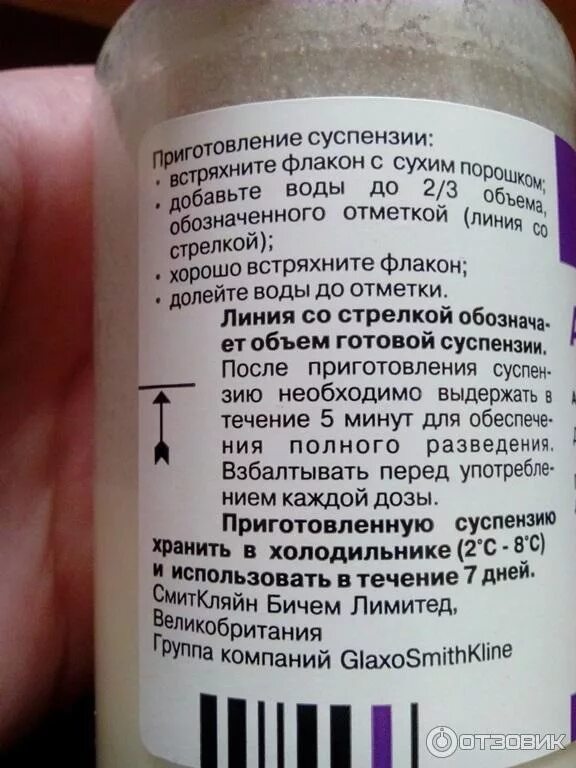 Приготовление суспензии:
• встряхните флакон с сухим порошком;
• добавьте воды до 2/3 объема,
обозначенного отметкой (линия со
стрелкой);
• хорошо встряхните флакон;
• долейте воды до отметки.
Линия со стрелкой обознача-
ет объем готовой суспензии.
После приготовления суспен-
зию необходимо выдержать в
течение 5 минут для обеспече-
ния полного разведения.
Взбалтывать перед употребле-
нием каждой дозы.
Приготовленную суспензию
хранить в холодильнике (2°C - 8°C)
и использовать в течение 7 дней.
СмитКляйн Бичем Лимитед,
Великобритания
Группа компаний GlaxoSmithKline
ОТЗОВИК